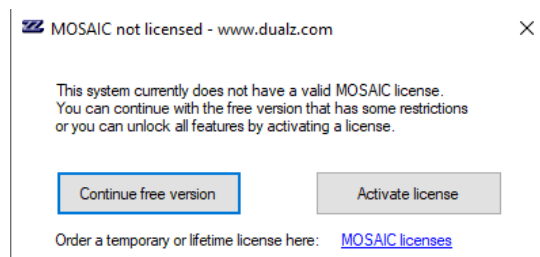 MOSAIC not licensed - www.dualz.com
This system currently does not have a valid MOSAIC license.
You can continue with the free version that has some restrictions
or you can unlock all features by activating a license.
Continue free version
Activate license
Order a temporary or lifetime license here: MOSAIC licenses